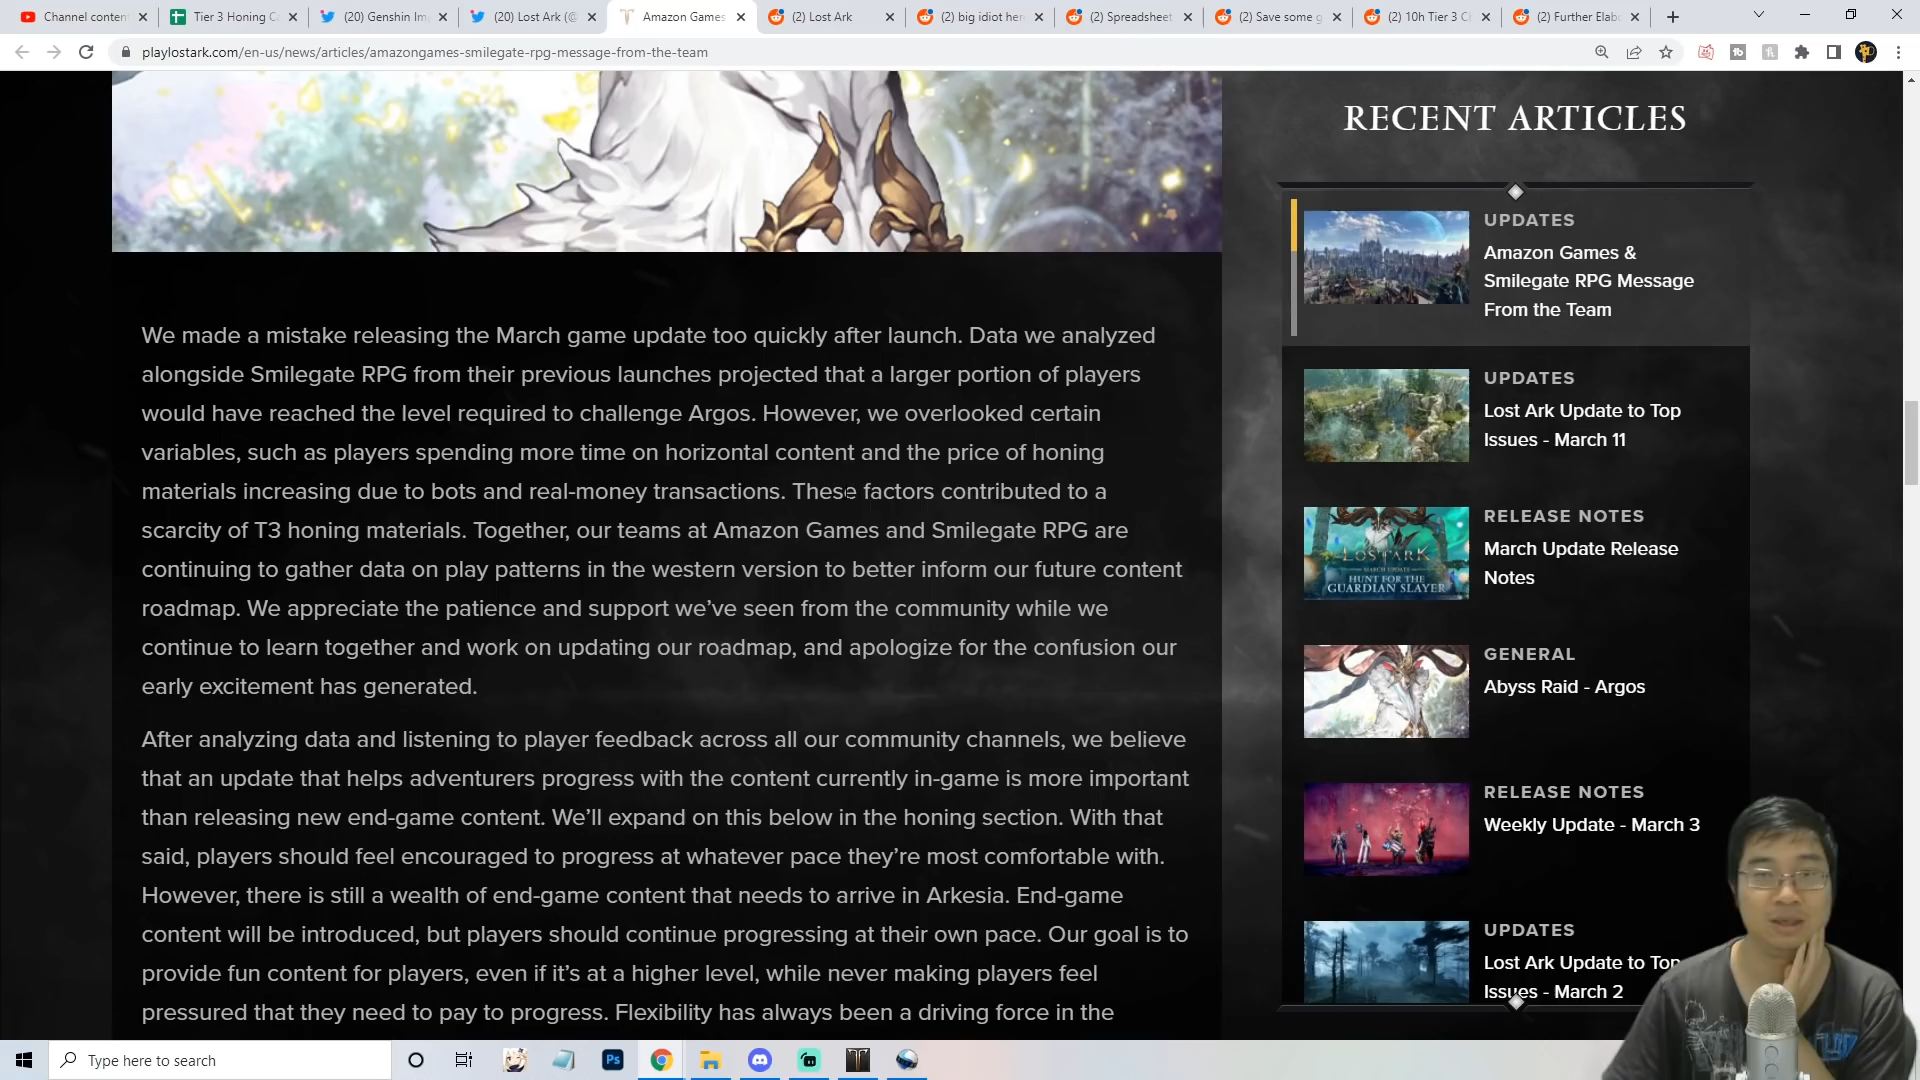 Channel content
Tier 3 Honing C
(20) Genshin Im
(20) Lost Ark (@
Amazon Games
(2) Lost Ark
(2) big idiot her
(2) Spreadsheet
(2) Save some g
(2) 10h Tier 3 C
(2) Further Elab
playlostark.com/en-us/news/articles/amazongames-smilegate-rpg-message-from-the-team
We made a mistake releasing the March game update too quickly after launch. Data we analyzed
alongside Smilegate RPG from their previous launches projected that a larger portion of players
would have reached the level required to challenge Argos. However, we overlooked certain
variables, such as players spending more time on horizontal content and the price of honing
materials increasing due to bots and real-money transactions. These factors contributed to a
scarcity of T3 honing materials. Together, our teams at Amazon Games and Smilegate RPG are
continuing to gather data on play patterns in the western version to better inform our future content
roadmap. We appreciate the patience and support we've seen from the community while we
continue to learn together and work on updating our roadmap, and apologize for the confusion our
early excitement has generated.
After analyzing data and listening to player feedback across all our community channels, we believe
that an update that helps adventurers progress with the content currently in-game is more important
than releasing new end-game content. We'll expand on this below in the honing section. With that
said, players should feel encouraged to progress at whatever pace they're most comfortable with.
However, there is still a wealth of end-game content that needs to arrive in Arkesia. End-game
content will be introduced, but players should continue progressing at their own pace. Our goal is to
provide fun content for players, even if it's at a higher level, while never making players feel
pressured that they need to pay to progress. Flexibility has always been a driving force in the
RECENT ARTICLES
UPDATES
Amazon Games &
Smilegate RPG Message
From the Team
UPDATES
Lost Ark Update to Top
Issues - March 11
RELEASE NOTES
March Update Release
Notes
LOST ARK
MARCH UPDATE
HUNT FOR THE
GUARDIAN SLAYER
GENERAL
Abyss Raid - Argos
RELEASE NOTES
Weekly Update - March 3
UPDATES
Lost Ark Update to Top
Issues - March 2
Type here to search
Ps